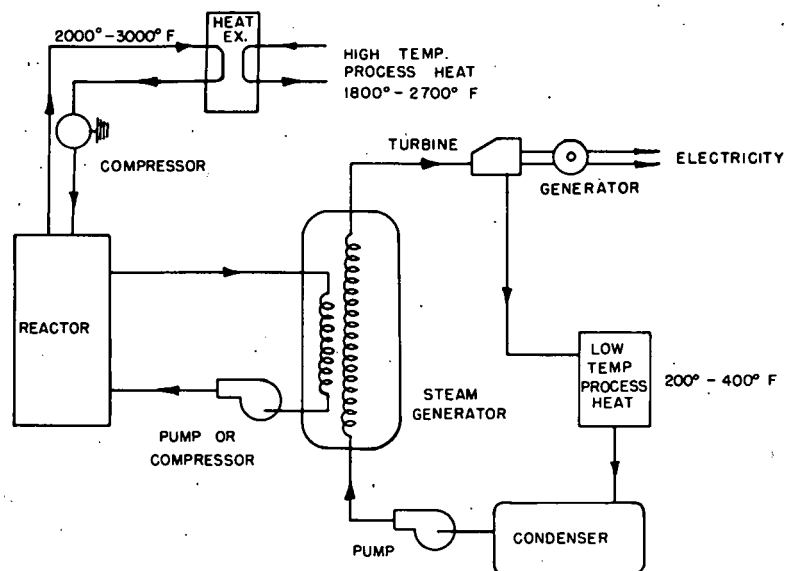 HEAT
EX.
2000° - 3000° F
HIGH TEMP.
PROCESS HEAT
1800° - 2700° F
COMPRESSOR
TURBINE
ELECTRICITY
GENERATOR
REACTOR
LOW
TEMP
PROCESS
HEAT
200° - 400° F
STEAM
GENERATOR
PUMP OR
COMPRESSOR
PUMP
CONDENSER